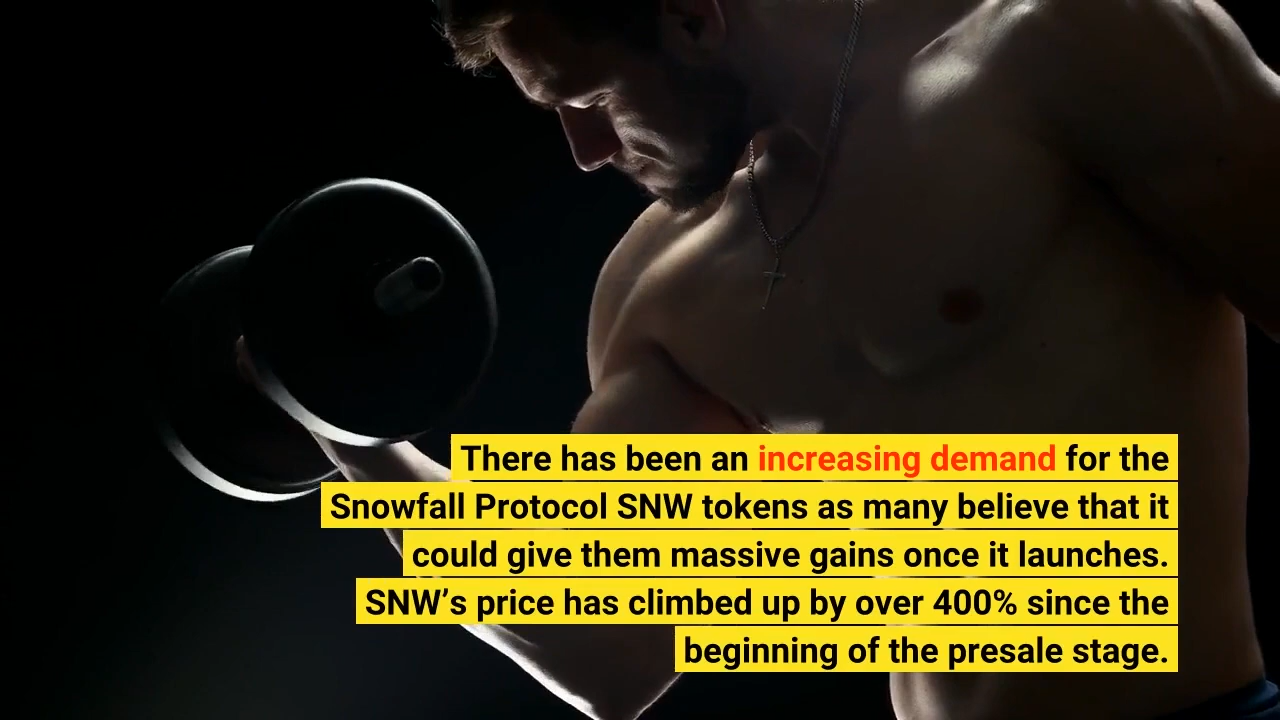 There has been an increasing demand for the
Snowfall Protocol SNW tokens as many believe that it
could give them massive gains once it launches.
SNW’s price has climbed up by over 400% since the
beginning of the presale stage.